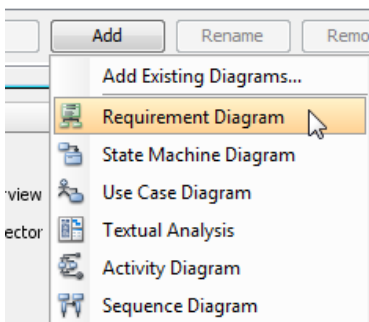 Add Rename Remo
Add Existing Diagrams...
Requirement Diagram
State Machine Diagram
view Use Case Diagram
ector Textual Analysis
Activity Diagram
Sequence Diagram